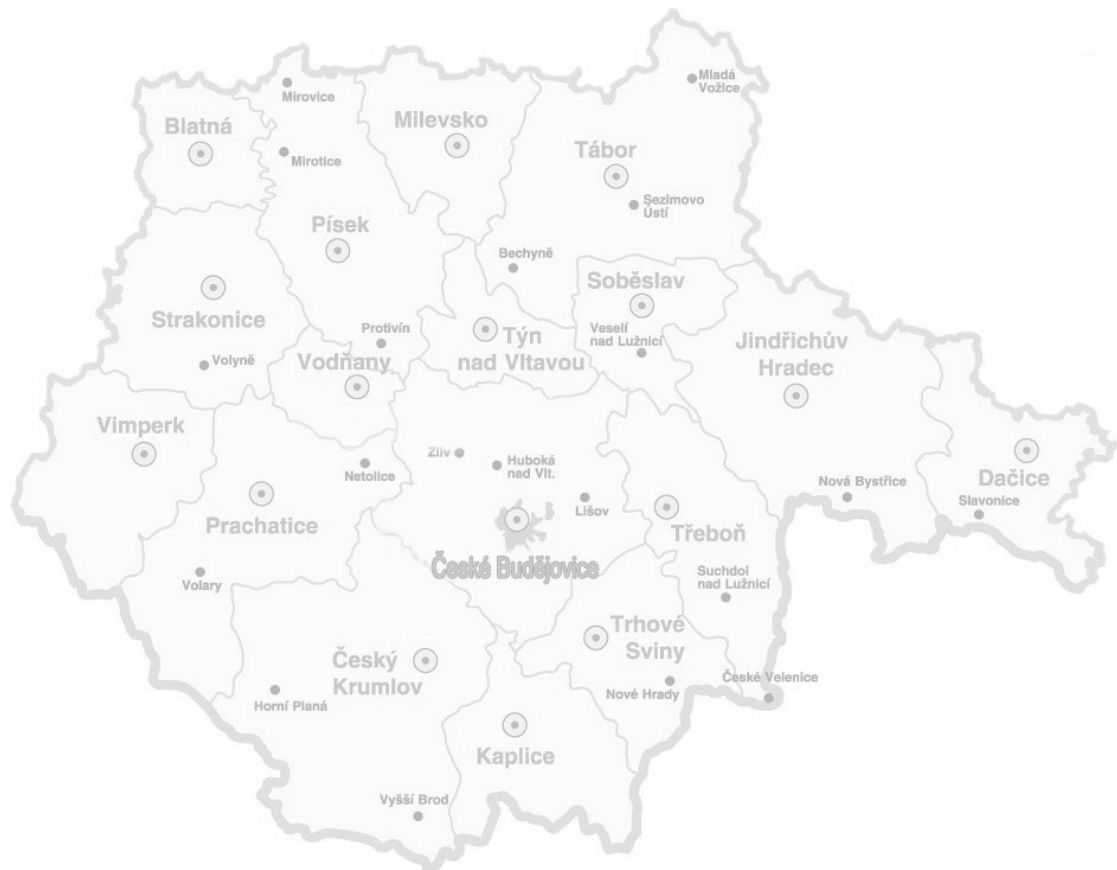 Mladá
Vožice
Mirovice
Milevsko
Blatná
Tábor
Mirotice
Sezimovo
Ústí
Písek
Bechyně
Soběslav
Strakonice
Protivín
Týn
nad Vltavou
Veselí
nad Lužnicí
Jindřichův
Hradec
Volyně
Vodňany
Vimperk
Zliv
Huboká
nad Vlt.
Netolice
Dačice
Nová Bystřice
Slavonice
Prachatice
Lišov
Třeboň
České Budějovice
Volary
Suchdol
nad Lužnicí
Trhové
Sviny
Český
Krumlov
České Velenice
Nové Hrady
Horní Planá
Kaplice
Vyšší Brod